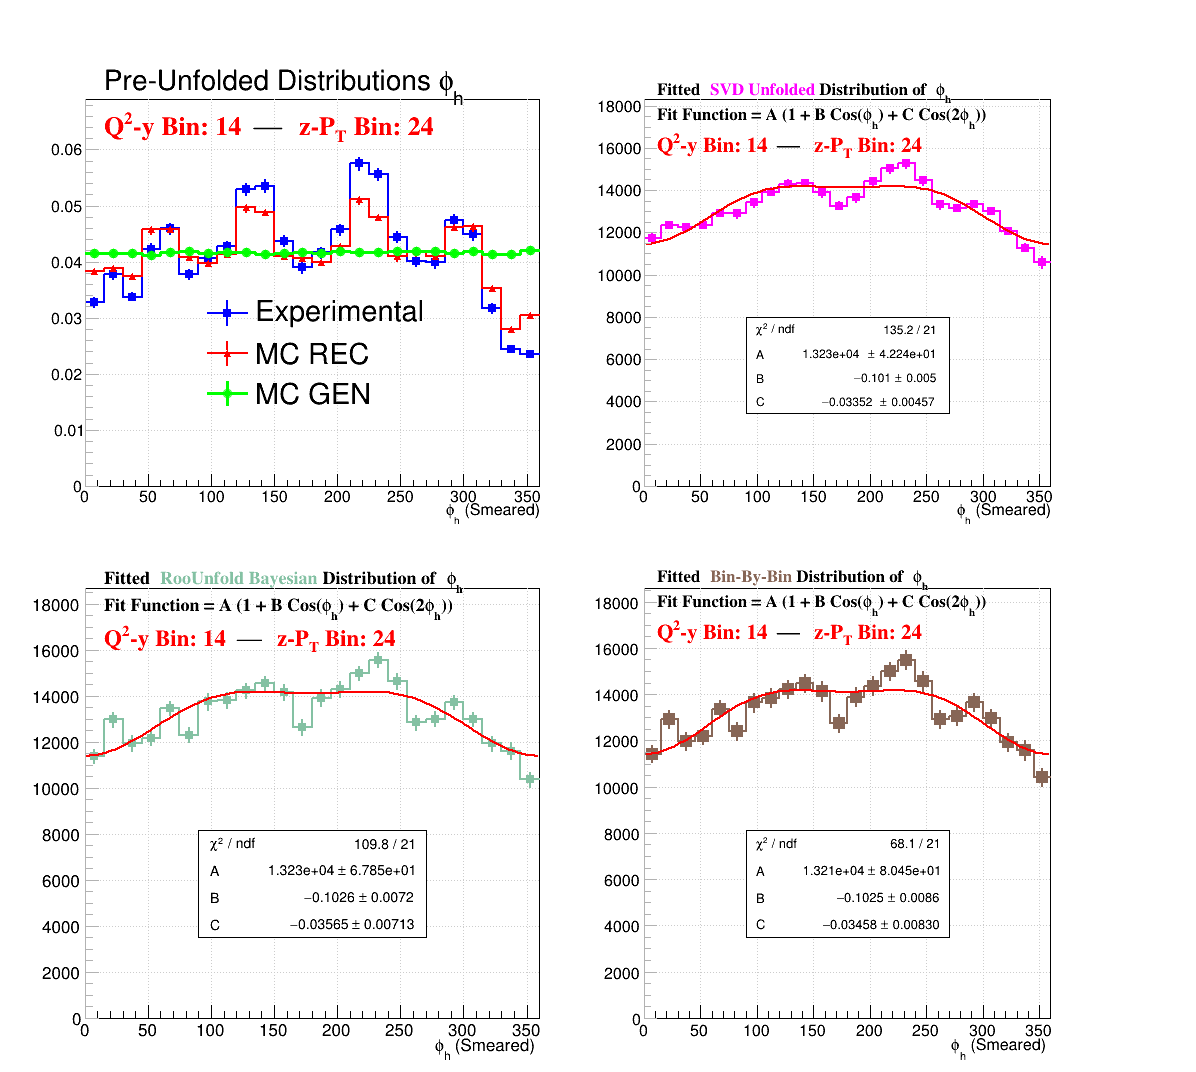 Pre-Unfolded Distributions ϕh
Q²-y Bin: 14 — z-PT Bin: 24
0.06
0.05
0.04
0.03
0.02
0.01
0
Experimental
MC REC
MC GEN
0 50 100 150 200 250 300 350
ϕh (Smeared)
Fitted SVD Unfolded Distribution of ϕh
Fit Function = A (1 + B Cos(ϕh) + C Cos(2ϕh))
Q²-y Bin: 14 — z-PT Bin: 24
18000
16000
14000
12000
10000
8000
6000
4000
2000
0
χ² / ndf 135.2 / 21
A 1.323e+04 ± 4.224e+01
B −0.101 ± 0.005
C −0.03352 ± 0.00457
0 50 100 150 200 250 300 350
ϕh (Smeared)
Fitted RooUnfold Bayesian Distribution of ϕh
Fit Function = A (1 + B Cos(ϕh) + C Cos(2ϕh))
Q²-y Bin: 14 — z-PT Bin: 24
18000
16000
14000
12000
10000
8000
6000
4000
2000
0
χ² / ndf 109.8 / 21
A 1.323e+04 ± 6.785e+01
B −0.1026 ± 0.0072
C −0.03565 ± 0.00713
0 50 100 150 200 250 300 350
ϕh (Smeared)
Fitted Bin-By-Bin Distribution of ϕh
Fit Function = A (1 + B Cos(ϕh) + C Cos(2ϕh))
Q²-y Bin: 14 — z-PT Bin: 24
18000
16000
14000
12000
10000
8000
6000
4000
2000
0
χ² / ndf 68.1 / 21
A 1.321e+04 ± 8.045e+01
B −0.1025 ± 0.0086
C −0.03458 ± 0.00830
0 50 100 150 200 250 300 350
ϕh (Smeared)